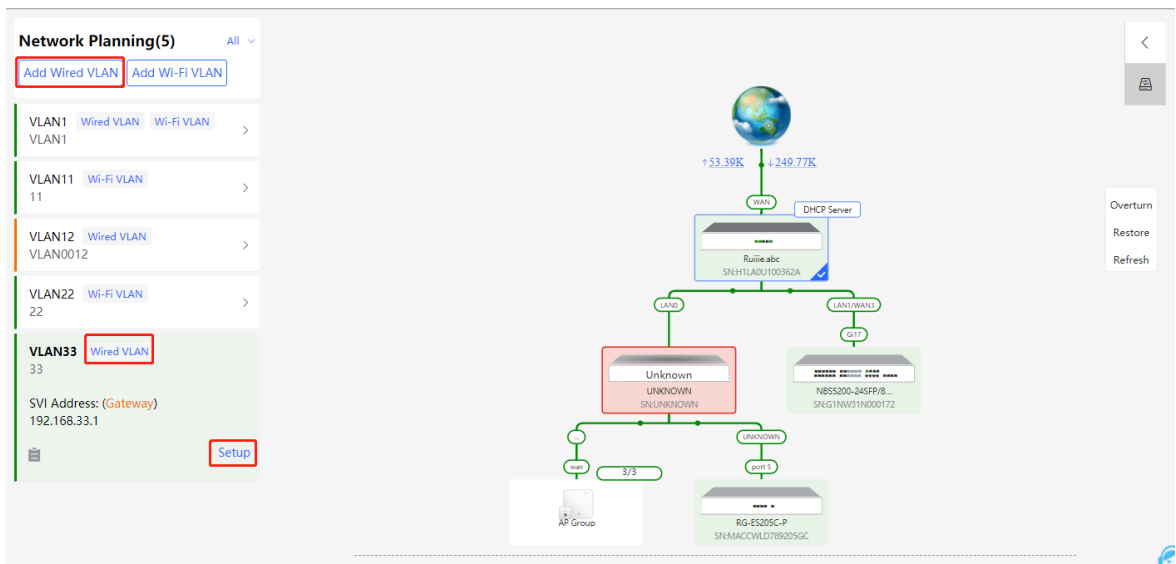 Network Planning(5) All
Add Wired VLAN Add Wi-Fi VLAN
VLAN1 Wired VLAN Wi-Fi VLAN
VLAN1
VLAN11 Wi-Fi VLAN
11
VLAN12 Wired VLAN
VLAN0012
VLAN22 Wi-Fi VLAN
22
VLAN33 Wired VLAN
33
SVI Address: (Gateway)
192.168.33.1
Setup
↑53.39K ↓249.77K
WAN
DHCP Server
Ruijie.abc
SN:H1LA0U100362A
LAN0 LAN1/WAN3
Gi17
Unknown
UNKNOWN
SN:UNKNOWN
NBS5200-24SFP/8...
SN:G1NW31N000172
... UNKNOWN
wan 3/3 port 5
AP Group
RG-ES205C-P
SN:MACCWLD789205GC
Overturn
Restore
Refresh